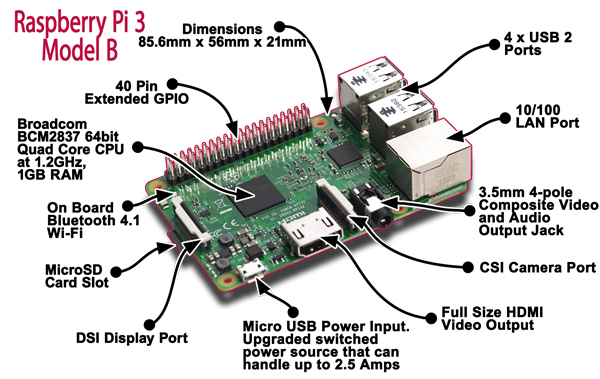 Raspberry Pi 3
Model B
Dimensions
85.6mm x 56mm x 21mm
4 x USB 2
Ports
40 Pin
Extended GPIO
10/100
LAN Port
Broadcom
BCM2837 64bit
Quad Core CPU
at 1.2GHz,
1GB RAM
On Board
Bluetooth 4.1
Wi-Fi
3.5mm 4-pole
Composite Video
and Audio
Output Jack
MicroSD
Card Slot
CSI Camera Port
DSI Display Port
Micro USB Power Input.
Upgraded switched
power source that can
handle up to 2.5 Amps
Full Size HDMI
Video Output
HDMI